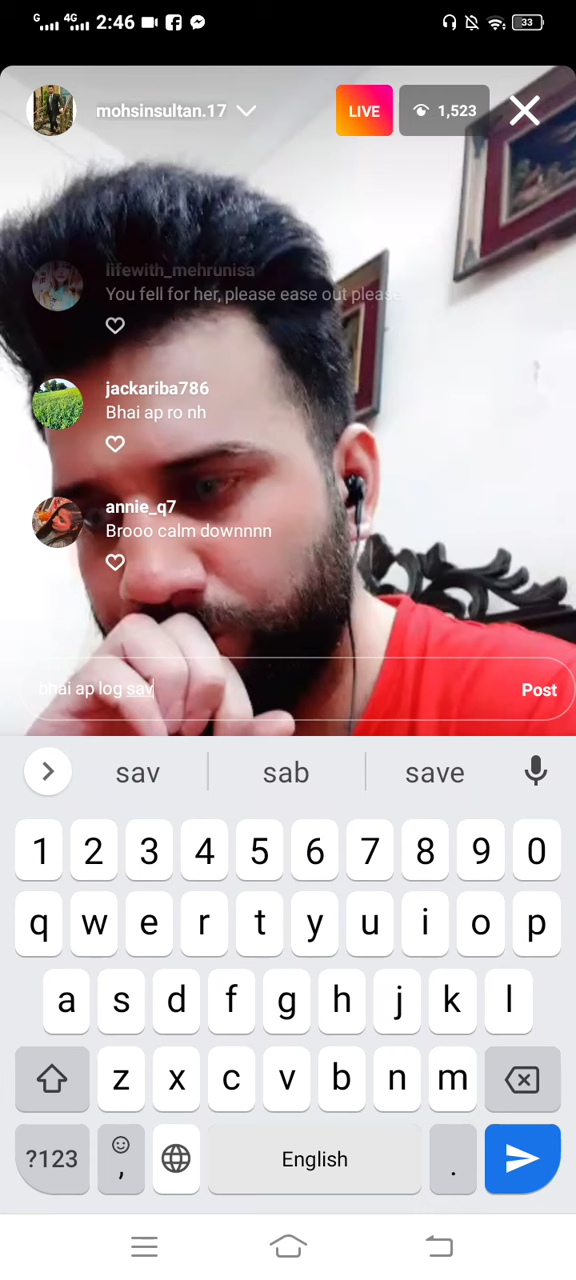 G 4G 2:46 33
mohsinsultan.17 LIVE 1,523
lifewith_mehrunisa
You fell for her, please ease out please
jackariba786
Bhai ap ro nh
annie_q7
Brooo calm downnnn
bhai ap log sav Post
sav sab save
1 2 3 4 5 6 7 8 9 0
q w e r t y u i o p
a s d f g h j k l
z x c v b n m
?123 , English .